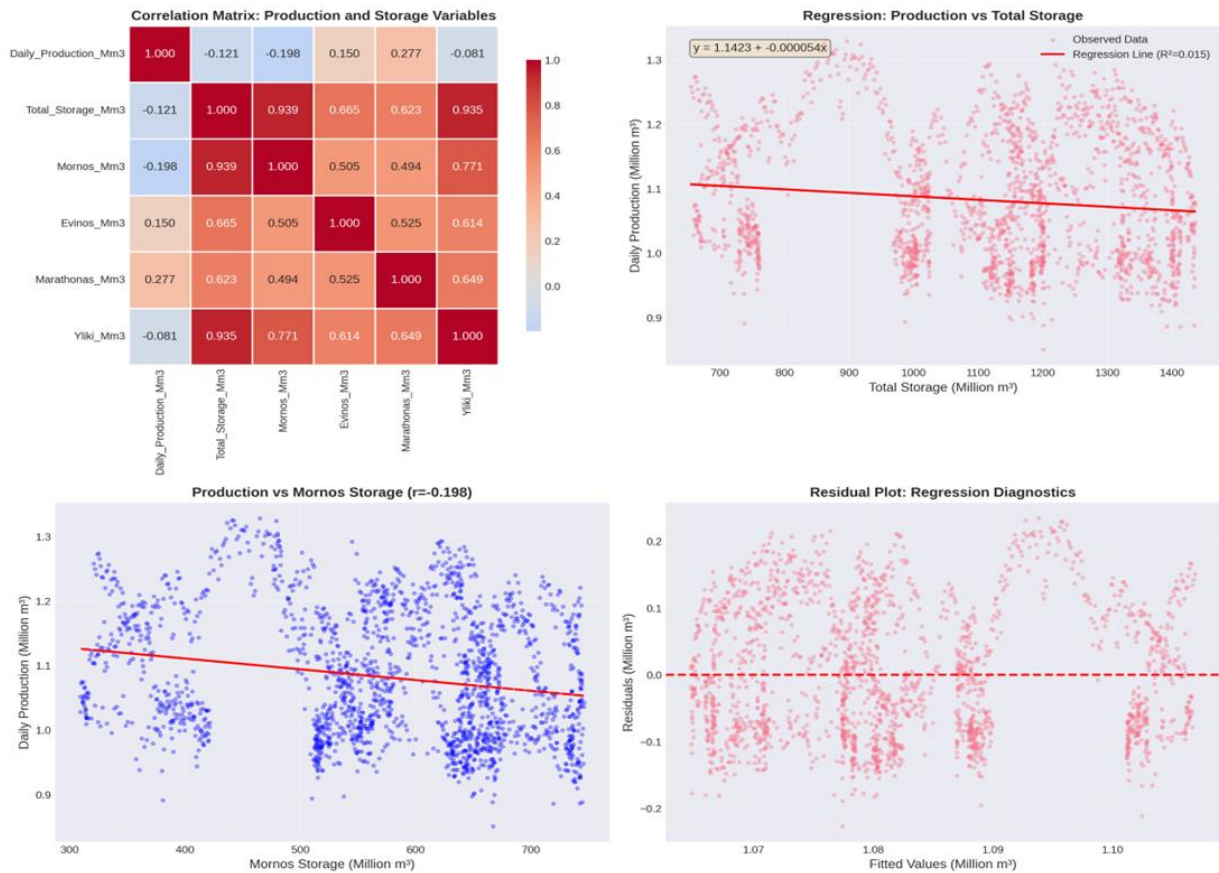 Correlation Matrix: Production and Storage Variables
Daily_Production_Mm3 1.000 -0.121 -0.198 0.150 0.277 -0.081
Total_Storage_Mm3 -0.121 1.000 0.939 0.665 0.623 0.935
Mornos_Mm3 -0.198 0.939 1.000 0.505 0.494 0.771
Evinos_Mm3 0.150 0.665 0.505 1.000 0.525 0.614
Marathonas_Mm3 0.277 0.623 0.494 0.525 1.000 0.649
Yliki_Mm3 -0.081 0.935 0.771 0.614 0.649 1.000
Daily_Production_Mm3
Total_Storage_Mm3
Mornos_Mm3
Evinos_Mm3
Marathonas_Mm3
Yliki_Mm3
1.0
0.8
0.6
0.4
0.2
0.0
Regression: Production vs Total Storage
y = 1.1423 + -0.000054x
Observed Data
Regression Line (R²=0.015)
Daily Production (Million m³)
1.3
1.2
1.1
1.0
0.9
700 800 900 1000 1100 1200 1300 1400
Total Storage (Million m³)
Production vs Mornos Storage (r=-0.198)
Daily Production (Million m³)
1.3
1.2
1.1
1.0
0.9
300 400 500 600 700
Mornos Storage (Million m³)
Residual Plot: Regression Diagnostics
Residuals (Million m³)
0.2
0.1
0.0
−0.1
−0.2
1.07 1.08 1.09 1.10
Fitted Values (Million m³)